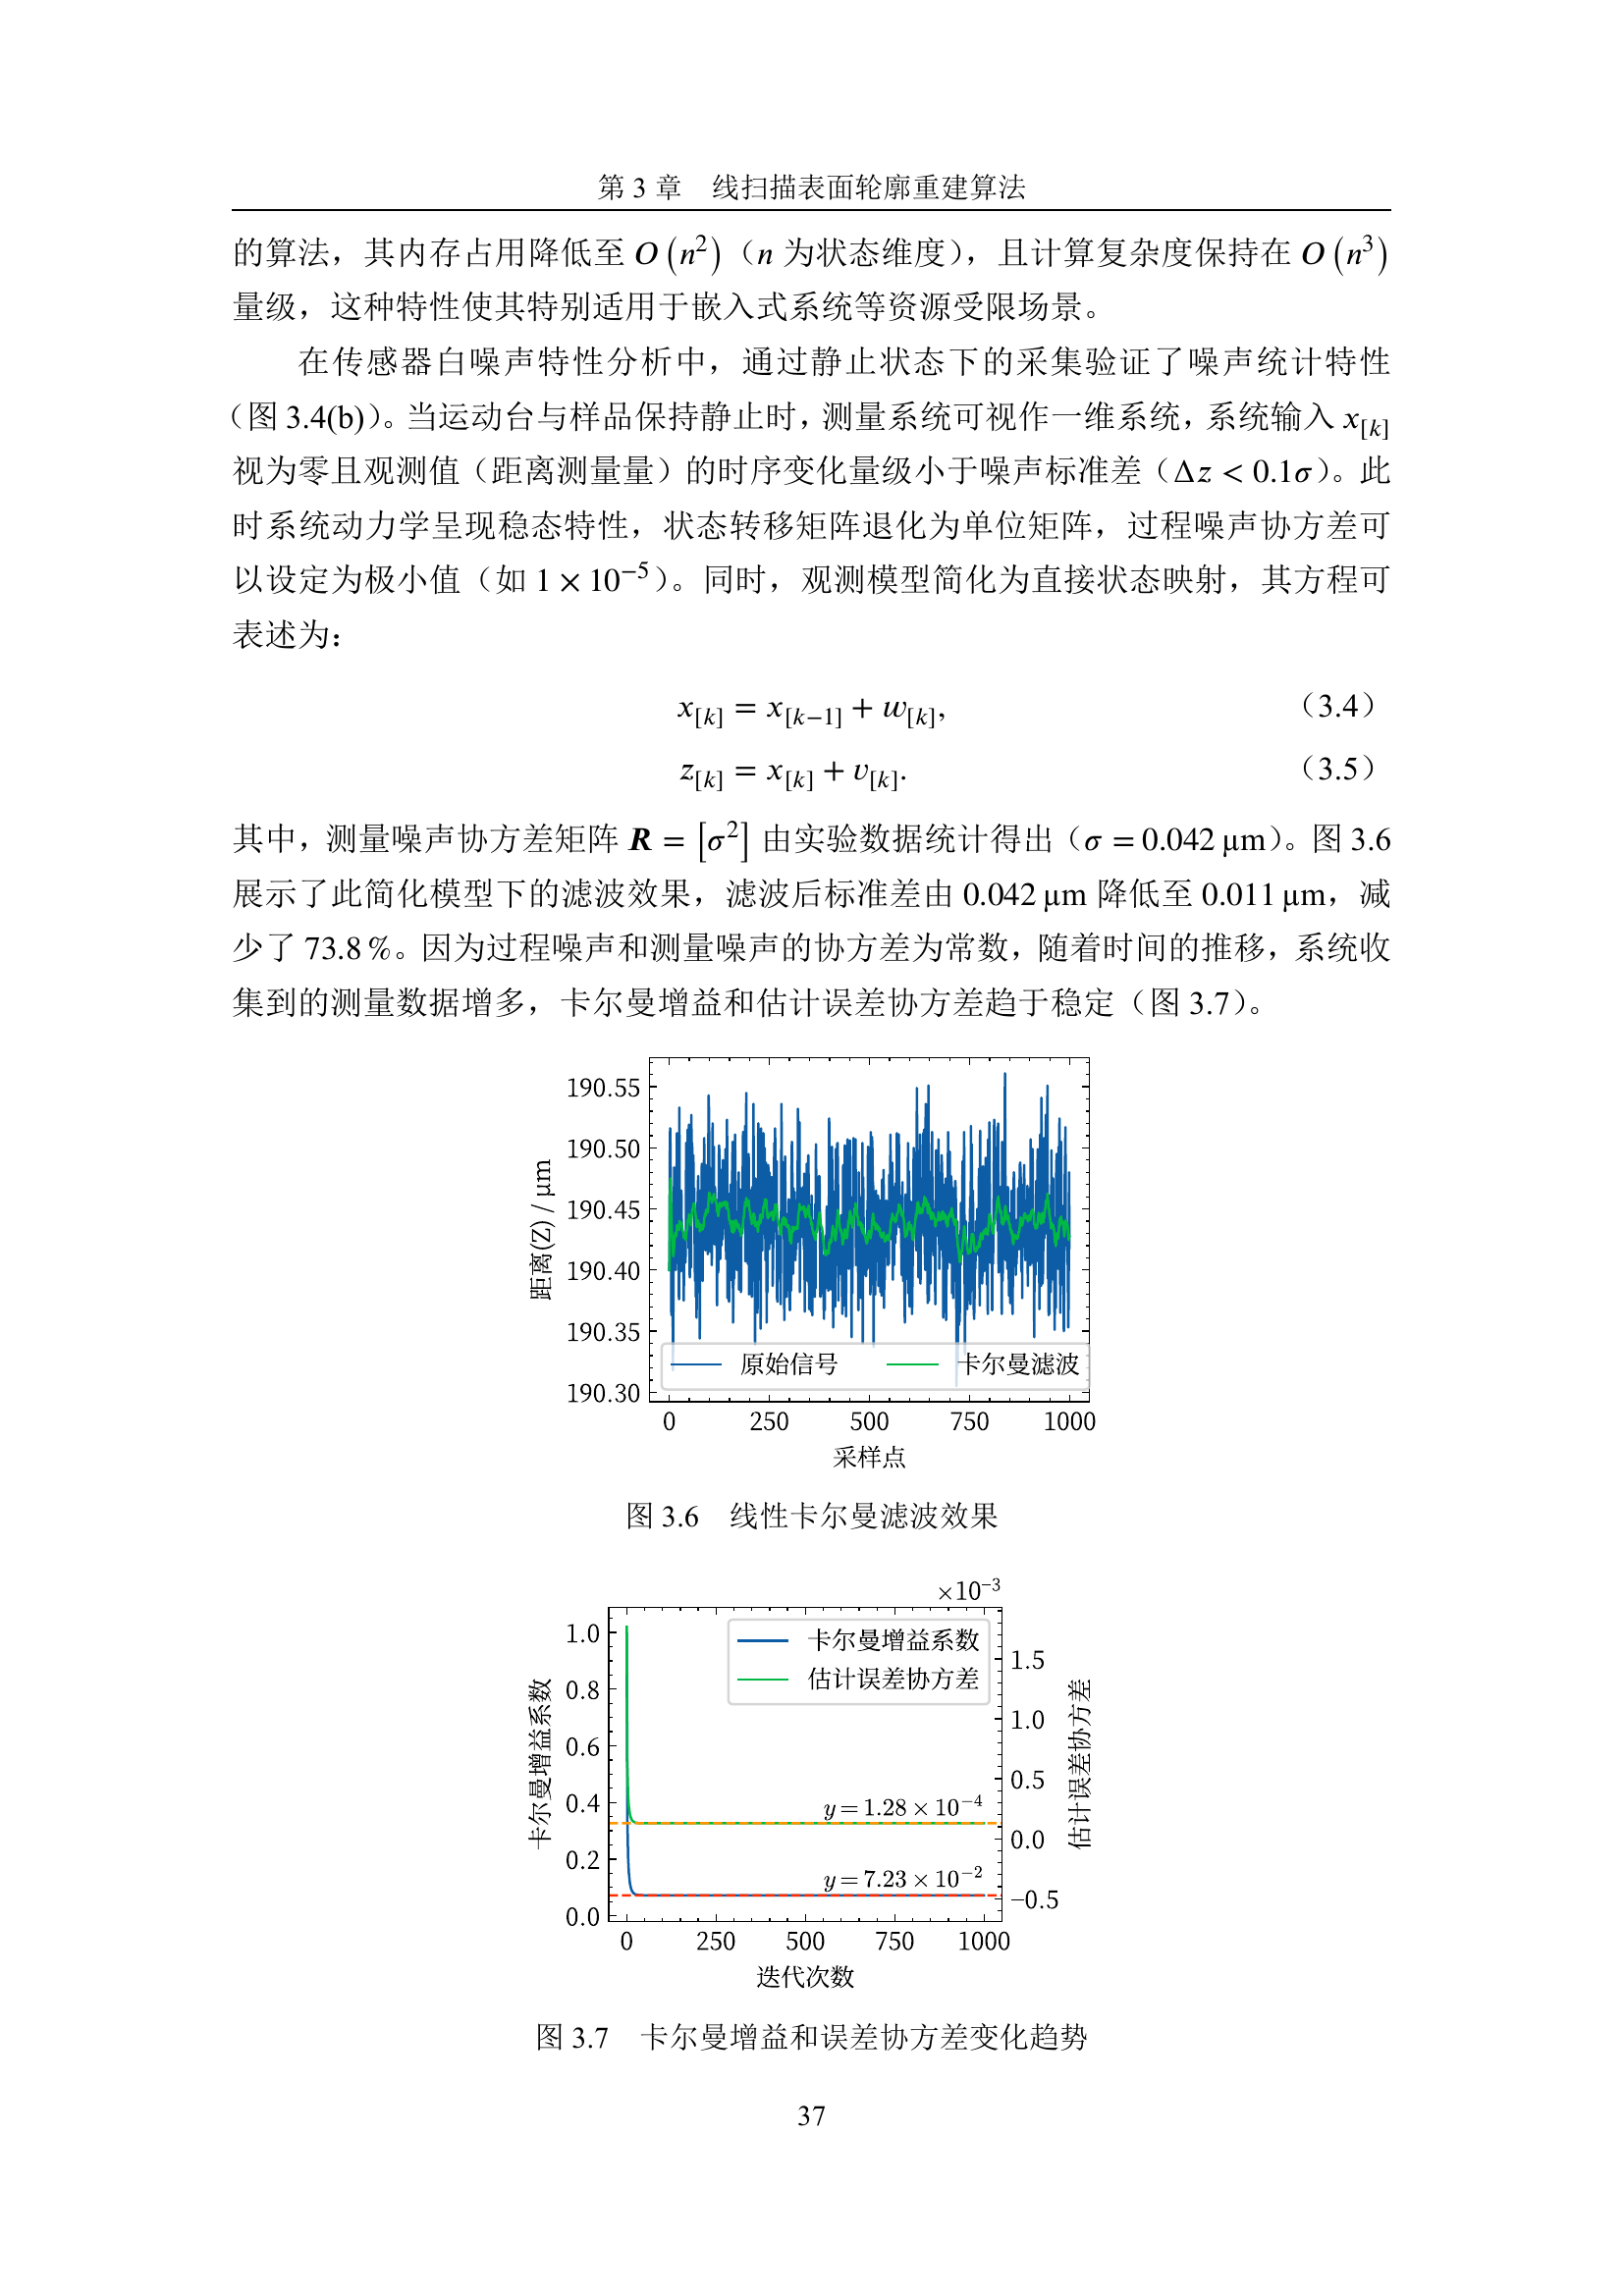 第 3 章　线扫描表面轮廓重建算法
的算法，其内存占用降低至 O (n²)（n 为状态维度），且计算复杂度保持在 O (n³)
量级，这种特性使其特别适用于嵌入式系统等资源受限场景。
在传感器白噪声特性分析中，通过静止状态下的采集验证了噪声统计特性
（图 3.4(b)）。当运动台与样品保持静止时，测量系统可视作一维系统，系统输入 x[k]
视为零且观测值（距离测量量）的时序变化量级小于噪声标准差（Δz < 0.1σ）。此
时系统动力学呈现稳态特性，状态转移矩阵退化为单位矩阵，过程噪声协方差可
以设定为极小值（如 1 × 10⁻⁵）。同时，观测模型简化为直接状态映射，其方程可
表述为：
x[k] = x[k−1] + w[k],　（3.4）
z[k] = x[k] + v[k].　（3.5）
其中，测量噪声协方差矩阵 R = [σ²] 由实验数据统计得出（σ = 0.042 μm）。图 3.6
展示了此简化模型下的滤波效果，滤波后标准差由 0.042 μm 降低至 0.011 μm，减
少了 73.8 %。因为过程噪声和测量噪声的协方差为常数，随着时间的推移，系统收
集到的测量数据增多，卡尔曼增益和估计误差协方差趋于稳定（图 3.7）。
190.55
190.50
190.45
190.40
190.35
190.30
距离(Z) / μm
原始信号　卡尔曼滤波
0 250 500 750 1000
采样点
图 3.6　线性卡尔曼滤波效果
×10⁻³
卡尔曼增益系数
估计误差协方差
1.0
0.8
0.6
0.4
0.2
0.0
卡尔曼增益系数
y = 1.28 × 10⁻⁴
y = 7.23 × 10⁻²
1.5
1.0
0.5
0.0
−0.5
估计误差协方差
0 250 500 750 1000
迭代次数
图 3.7　卡尔曼增益和误差协方差变化趋势
37